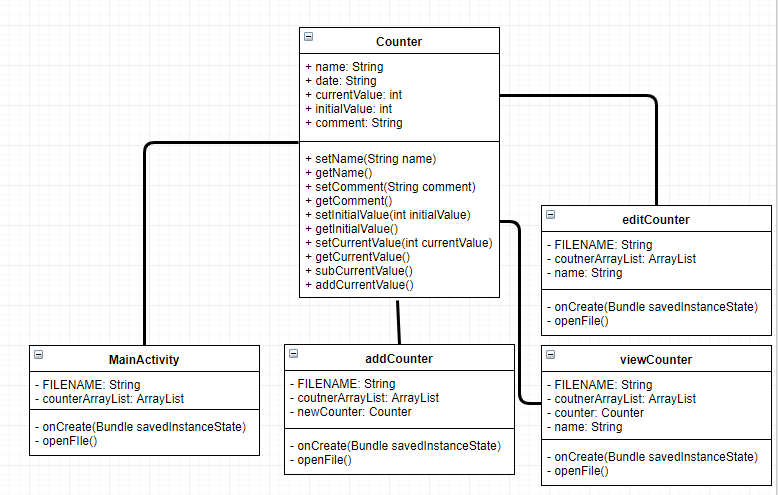 Counter
+ name: String
+ date: String
+ currentValue: int
+ initialValue: int
+ comment: String
+ setName(String name)
+ getName()
+ setComment(String comment)
+ getComment()
+ setInitialValue(int initialValue)
+ getInitialValue()
+ setCurrentValue(int currentValue)
+ getCurrentValue()
+ subCurrentValue()
+ addCurrentValue()
editCounter
- FILENAME: String
- coutnerArrayList: ArrayList
- name: String
- onCreate(Bundle savedInstanceState)
- openFile()
MainActivity
- FILENAME: String
- counterArrayList: ArrayList
- onCreate(Bundle savedInstanceState)
- openFIle()
addCounter
- FILENAME: String
- coutnerArrayList: ArrayList
- newCounter: Counter
- onCreate(Bundle savedInstanceState)
- openFile()
viewCounter
- FILENAME: String
- coutnerArrayList: ArrayList
- counter: Counter
- name: String
- onCreate(Bundle savedInstanceState)
- openFile()